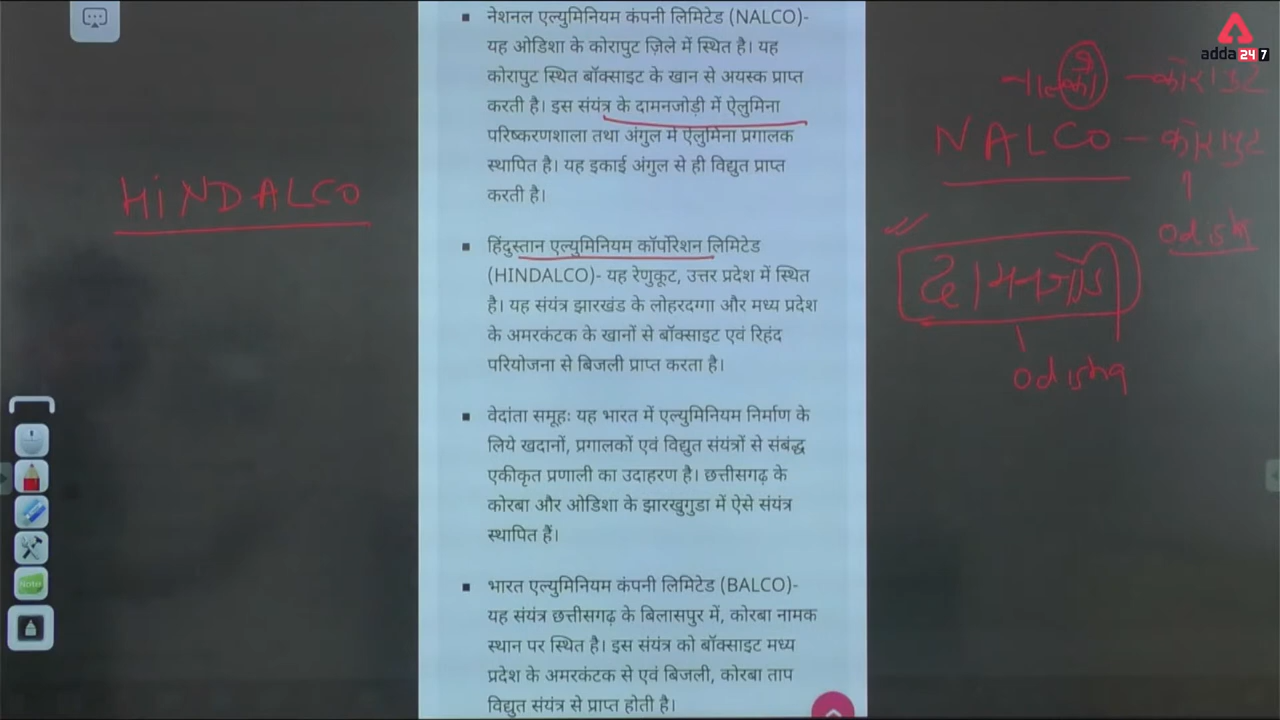 adda 24 7
नाल्को — कोरापुट
NALCO — कोरापुट
Odisha
दामनजोड़ि
Odisha
HiNDALCO
नेशनल एल्युमिनियम कंपनी लिमिटेड (NALCO)-
यह ओडिशा के कोरापुट ज़िले में स्थित है। यह
कोरापुट स्थित बॉक्साइट के खान से अयस्क प्राप्त
करती है। इस संयंत्र के दामनजोड़ी में ऐलुमिना
परिष्करणशाला तथा अंगुल में ऐलुमिना प्रगालक
स्थापित है। यह इकाई अंगुल से ही विद्युत प्राप्त
करती है।
हिंदुस्तान एल्युमिनियम कॉर्पोरेशन लिमिटेड
(HINDALCO)- यह रेणुकूट, उत्तर प्रदेश में स्थित
है। यह संयंत्र झारखंड के लोहरदग्गा और मध्य प्रदेश
के अमरकंटक के खानों से बॉक्साइट एवं रिहंद
परियोजना से बिजली प्राप्त करता है।
वेदांता समूहः यह भारत में एल्युमिनियम निर्माण के
लिये खदानों, प्रगालकों एवं विद्युत संयंत्रों से संबंद्ध
एकीकृत प्रणाली का उदाहरण है। छत्तीसगढ़ के
कोरबा और ओडिशा के झारखुगुडा में ऐसे संयंत्र
स्थापित हैं।
भारत एल्युमिनियम कंपनी लिमिटेड (BALCO)-
यह संयंत्र छत्तीसगढ़ के बिलासपुर में, कोरबा नामक
स्थान पर स्थित है। इस संयंत्र को बॉक्साइट मध्य
प्रदेश के अमरकंटक से एवं बिजली, कोरबा ताप
विद्युत संयंत्र से प्राप्त होती है।
Note